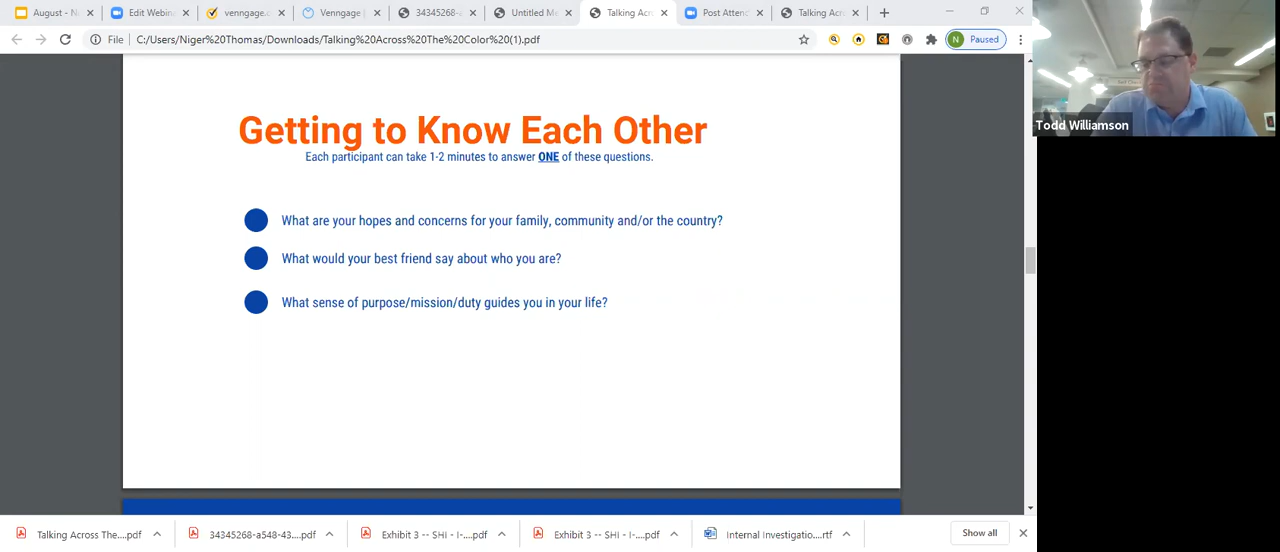 August - N
Edit Webina
venngage.c
Venngage |
34345268-
Untitled Me
Talking Acr
Post Attend
Talking Acr
File
C:/Users/Niger%20Thomas/Downloads/Talking%20Across%20The%20Color%20(1).pdf
N Paused
Todd Williamson
Getting to Know Each Other
Each participant can take 1-2 minutes to answer ONE of these questions.
What are your hopes and concerns for your family, community and/or the country?
What would your best friend say about who you are?
What sense of purpose/mission/duty guides you in your life?
Talking Across The....pdf
34345268-a548-43....pdf
Exhibit 3 -- SHI - I-....pdf
Exhibit 3 -- SHI - I-....pdf
Internal Investigatio....rtf
Show all